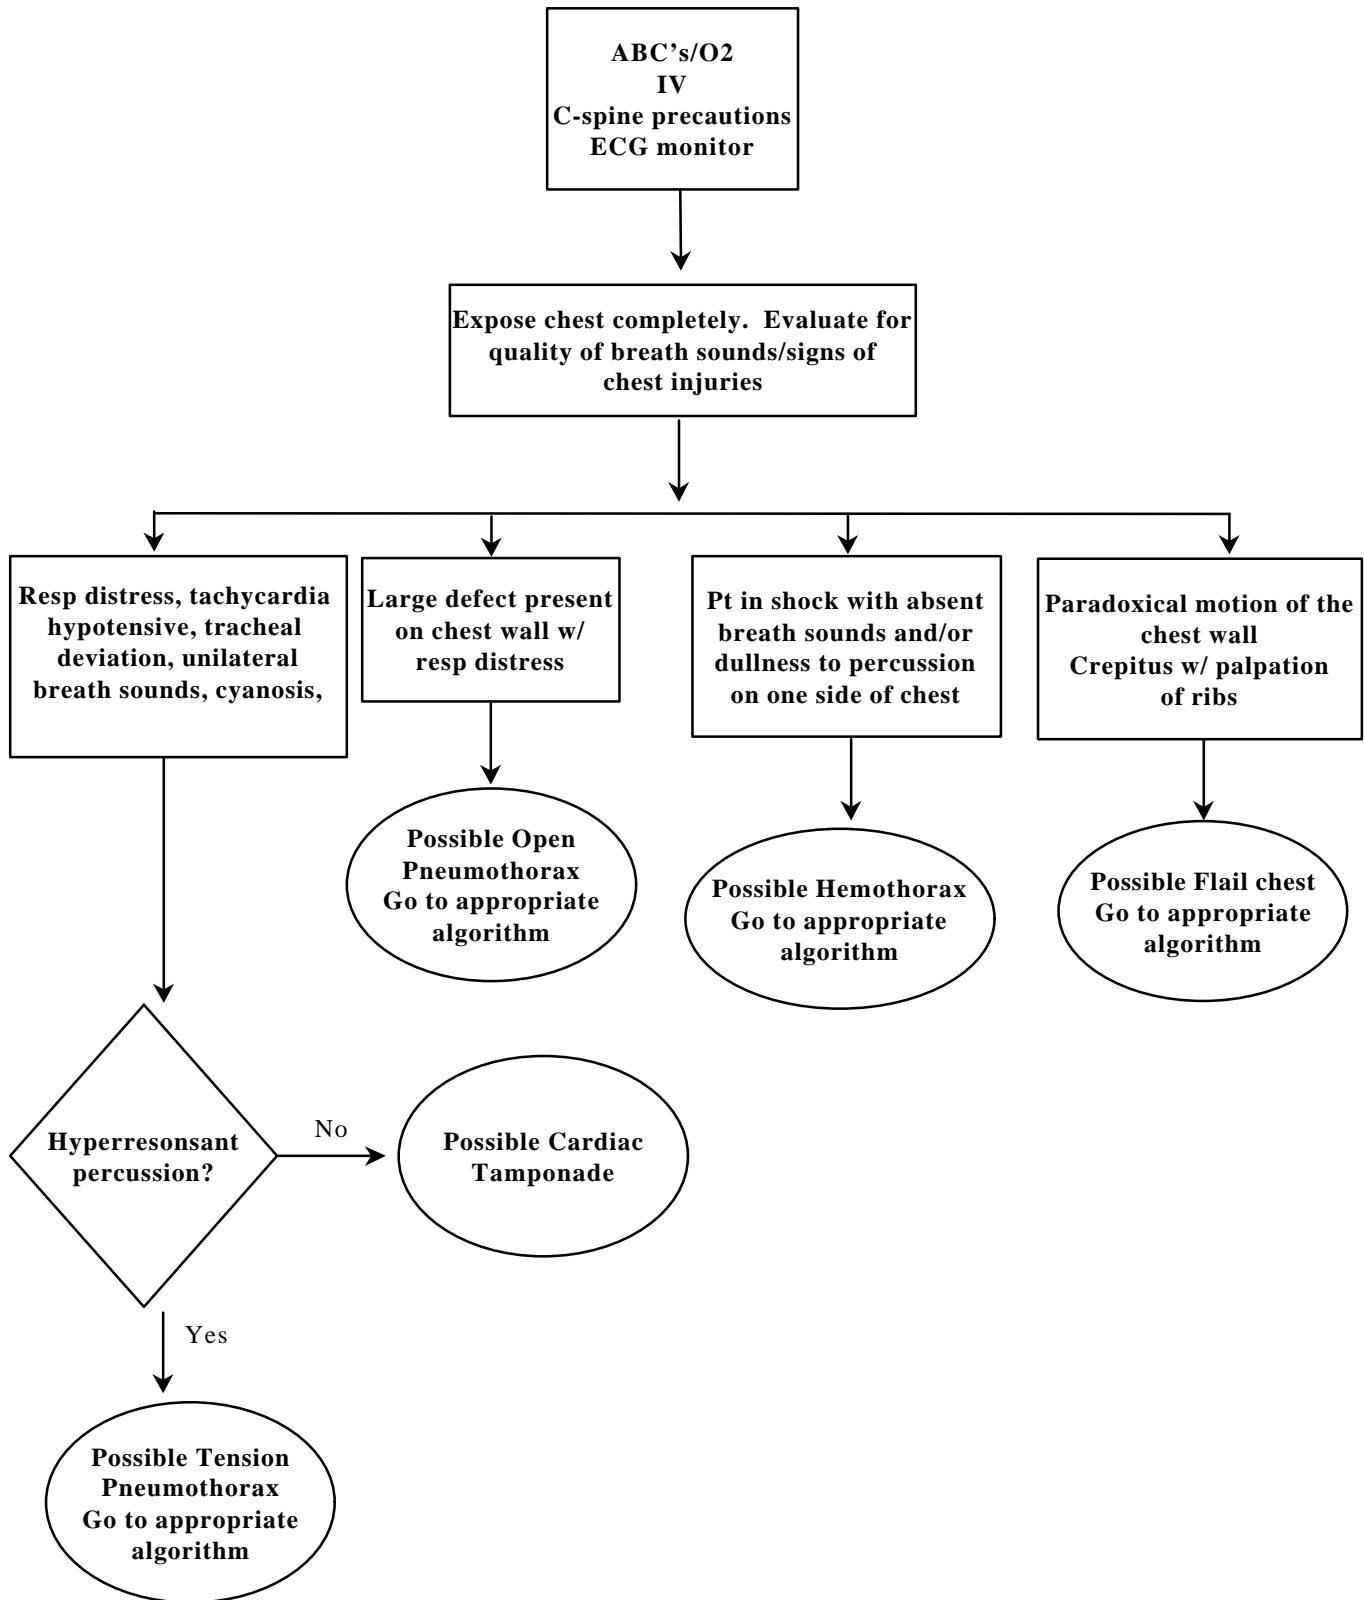 ABC’s/O2
IV
C-spine precautions
ECG monitor
Expose chest completely.  Evaluate for
quality of breath sounds/signs of
chest injuries
Resp distress, tachycardia
hypotensive, tracheal
deviation, unilateral
breath sounds, cyanosis,
Large defect present
on chest wall w/
resp distress
Pt in shock with absent
breath sounds and/or
dullness to percussion
on one side of chest
Paradoxical motion of the
chest wall
Crepitus w/ palpation
of ribs
Possible Open
Pneumothorax
Go to appropriate
algorithm
Possible Hemothorax
Go to appropriate
algorithm
Possible Flail chest
Go to appropriate
algorithm
Hyperresonsant
percussion?
No
Possible Cardiac
Tamponade
Yes
Possible Tension
Pneumothorax
Go to appropriate
algorithm